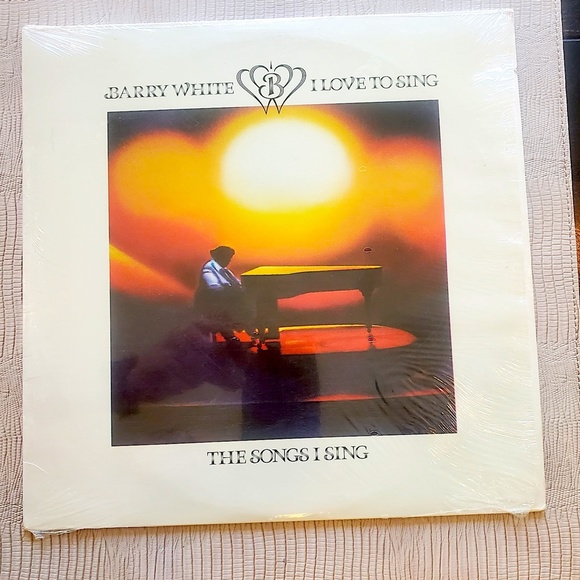 BARRY WHITE B I LOVE TO SING
THE SONGS I SING